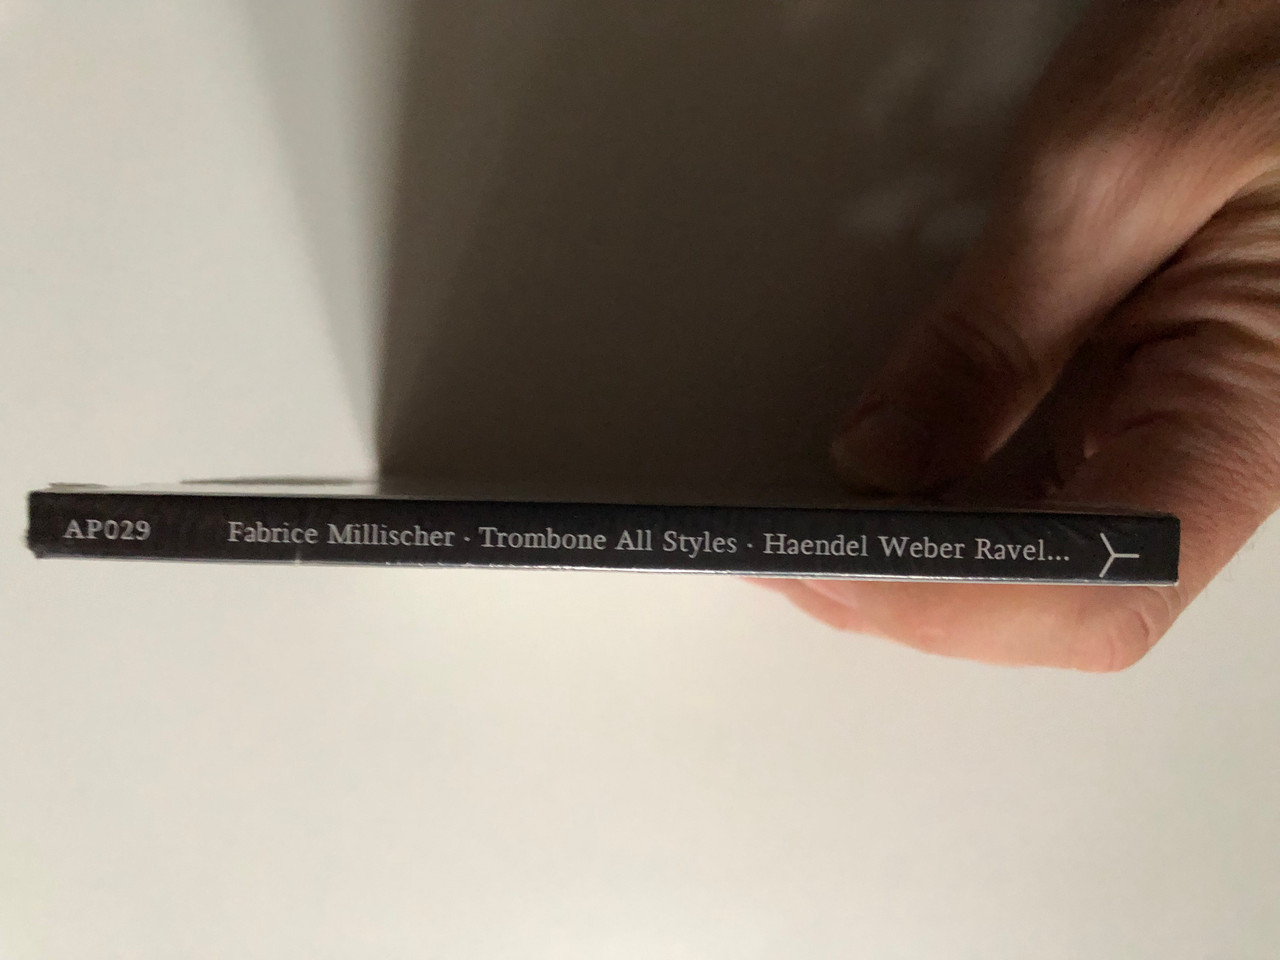 AP029 Fabrice Millischer · Trombone All Styles · Haendel Weber Ravel...